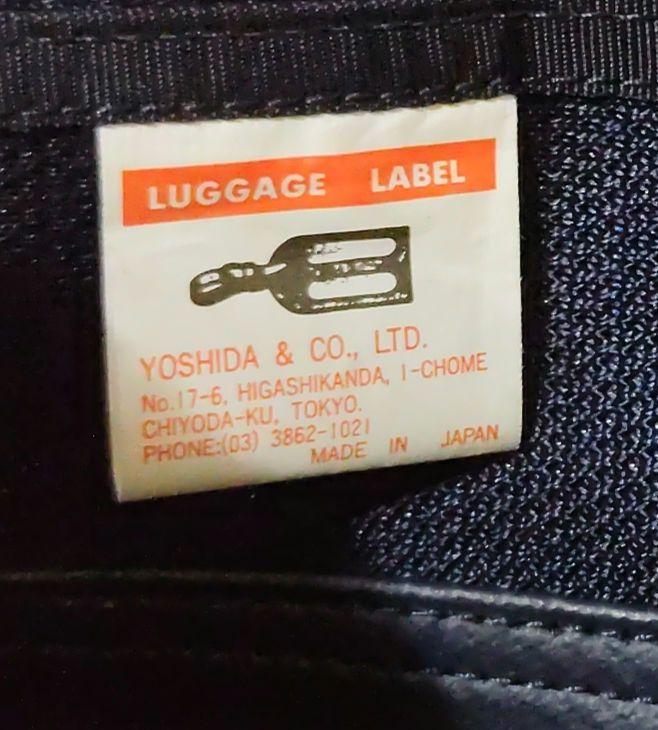 LUGGAGE LABEL
YOSHIDA & CO., LTD.
No.17-6, HIGASHIKANDA, 1-CHOME
CHIYODA-KU, TOKYO.
PHONE:(03) 3862-1021
MADE IN JAPAN